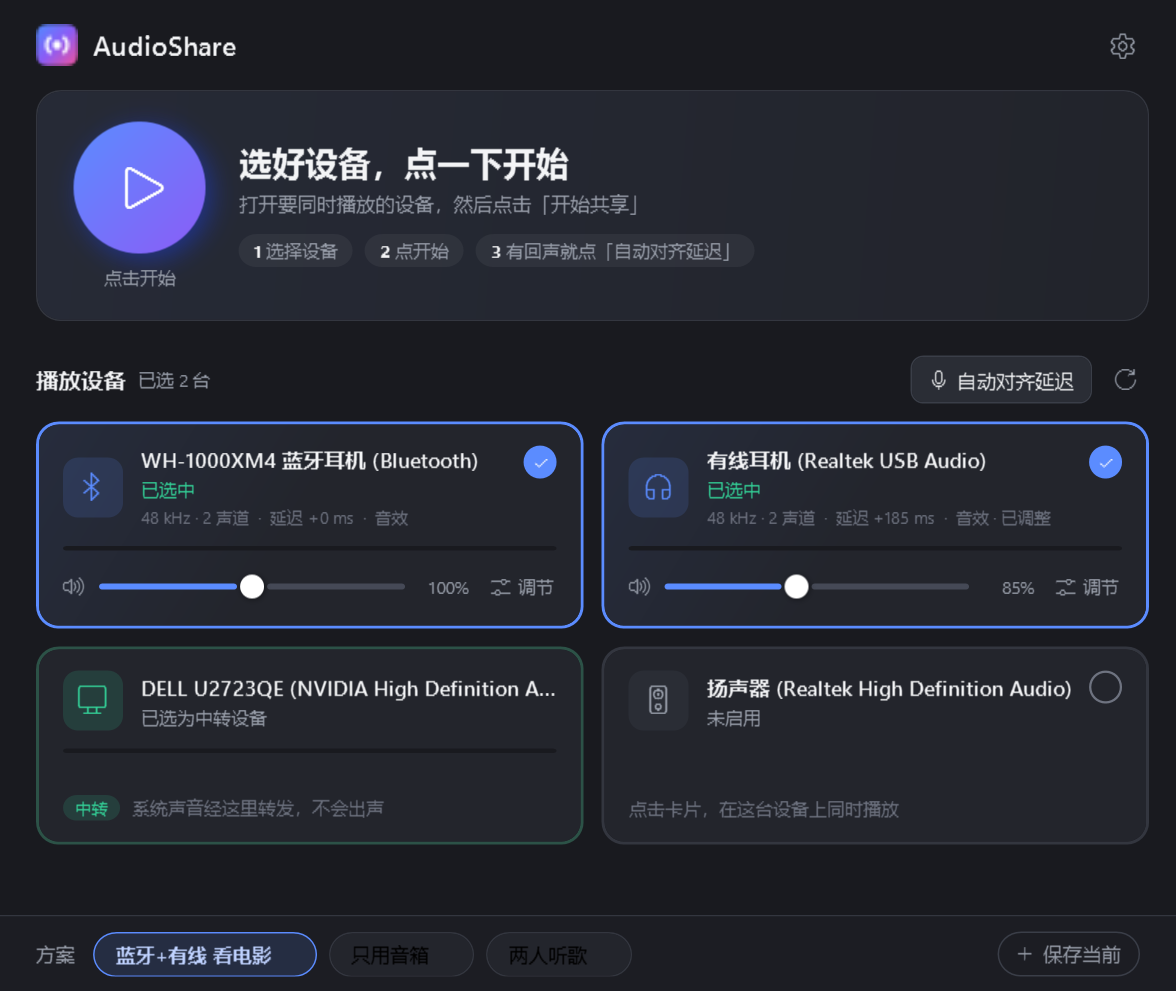 AudioShare
选好设备，点一下开始
打开要同时播放的设备，然后点击「开始共享」
1 选择设备 2 点开始 3 有回声就点「自动对齐延迟」
点击开始
播放设备 已选 2 台 自动对齐延迟
WH-1000XM4 蓝牙耳机 (Bluetooth)
已选中
48 kHz · 2 声道 · 延迟 +0 ms · 音效
100% 调节
有线耳机 (Realtek USB Audio)
已选中
48 kHz · 2 声道 · 延迟 +185 ms · 音效 · 已调整
85% 调节
DELL U2723QE (NVIDIA High Definition A...
已选为中转设备
中转 系统声音经这里转发，不会出声
扬声器 (Realtek High Definition Audio)
未启用
点击卡片，在这台设备上同时播放
方案 蓝牙+有线 看电影 只用音箱 两人听歌 + 保存当前